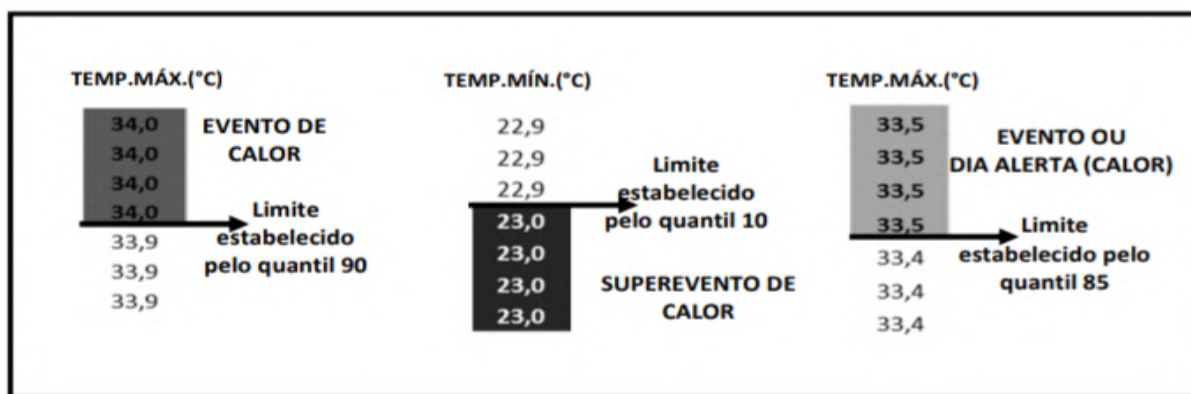 TEMP.MÁX.(°C)
34,0
34,0
34,0
34,0
33,9
33,9
33,9
EVENTO DE
CALOR
Limite
estabelecido
pelo quantil 90
TEMP.MÍN.(°C)
22,9
22,9
22,9
23,0
23,0
23,0
23,0
Limite
estabelecido
pelo quantil 10
SUPEREVENTO DE
CALOR
TEMP.MÁX.(°C)
33,5
33,5
33,5
33,5
33,4
33,4
33,4
EVENTO OU
DIA ALERTA (CALOR)
Limite
estabelecido pelo
quantil 85